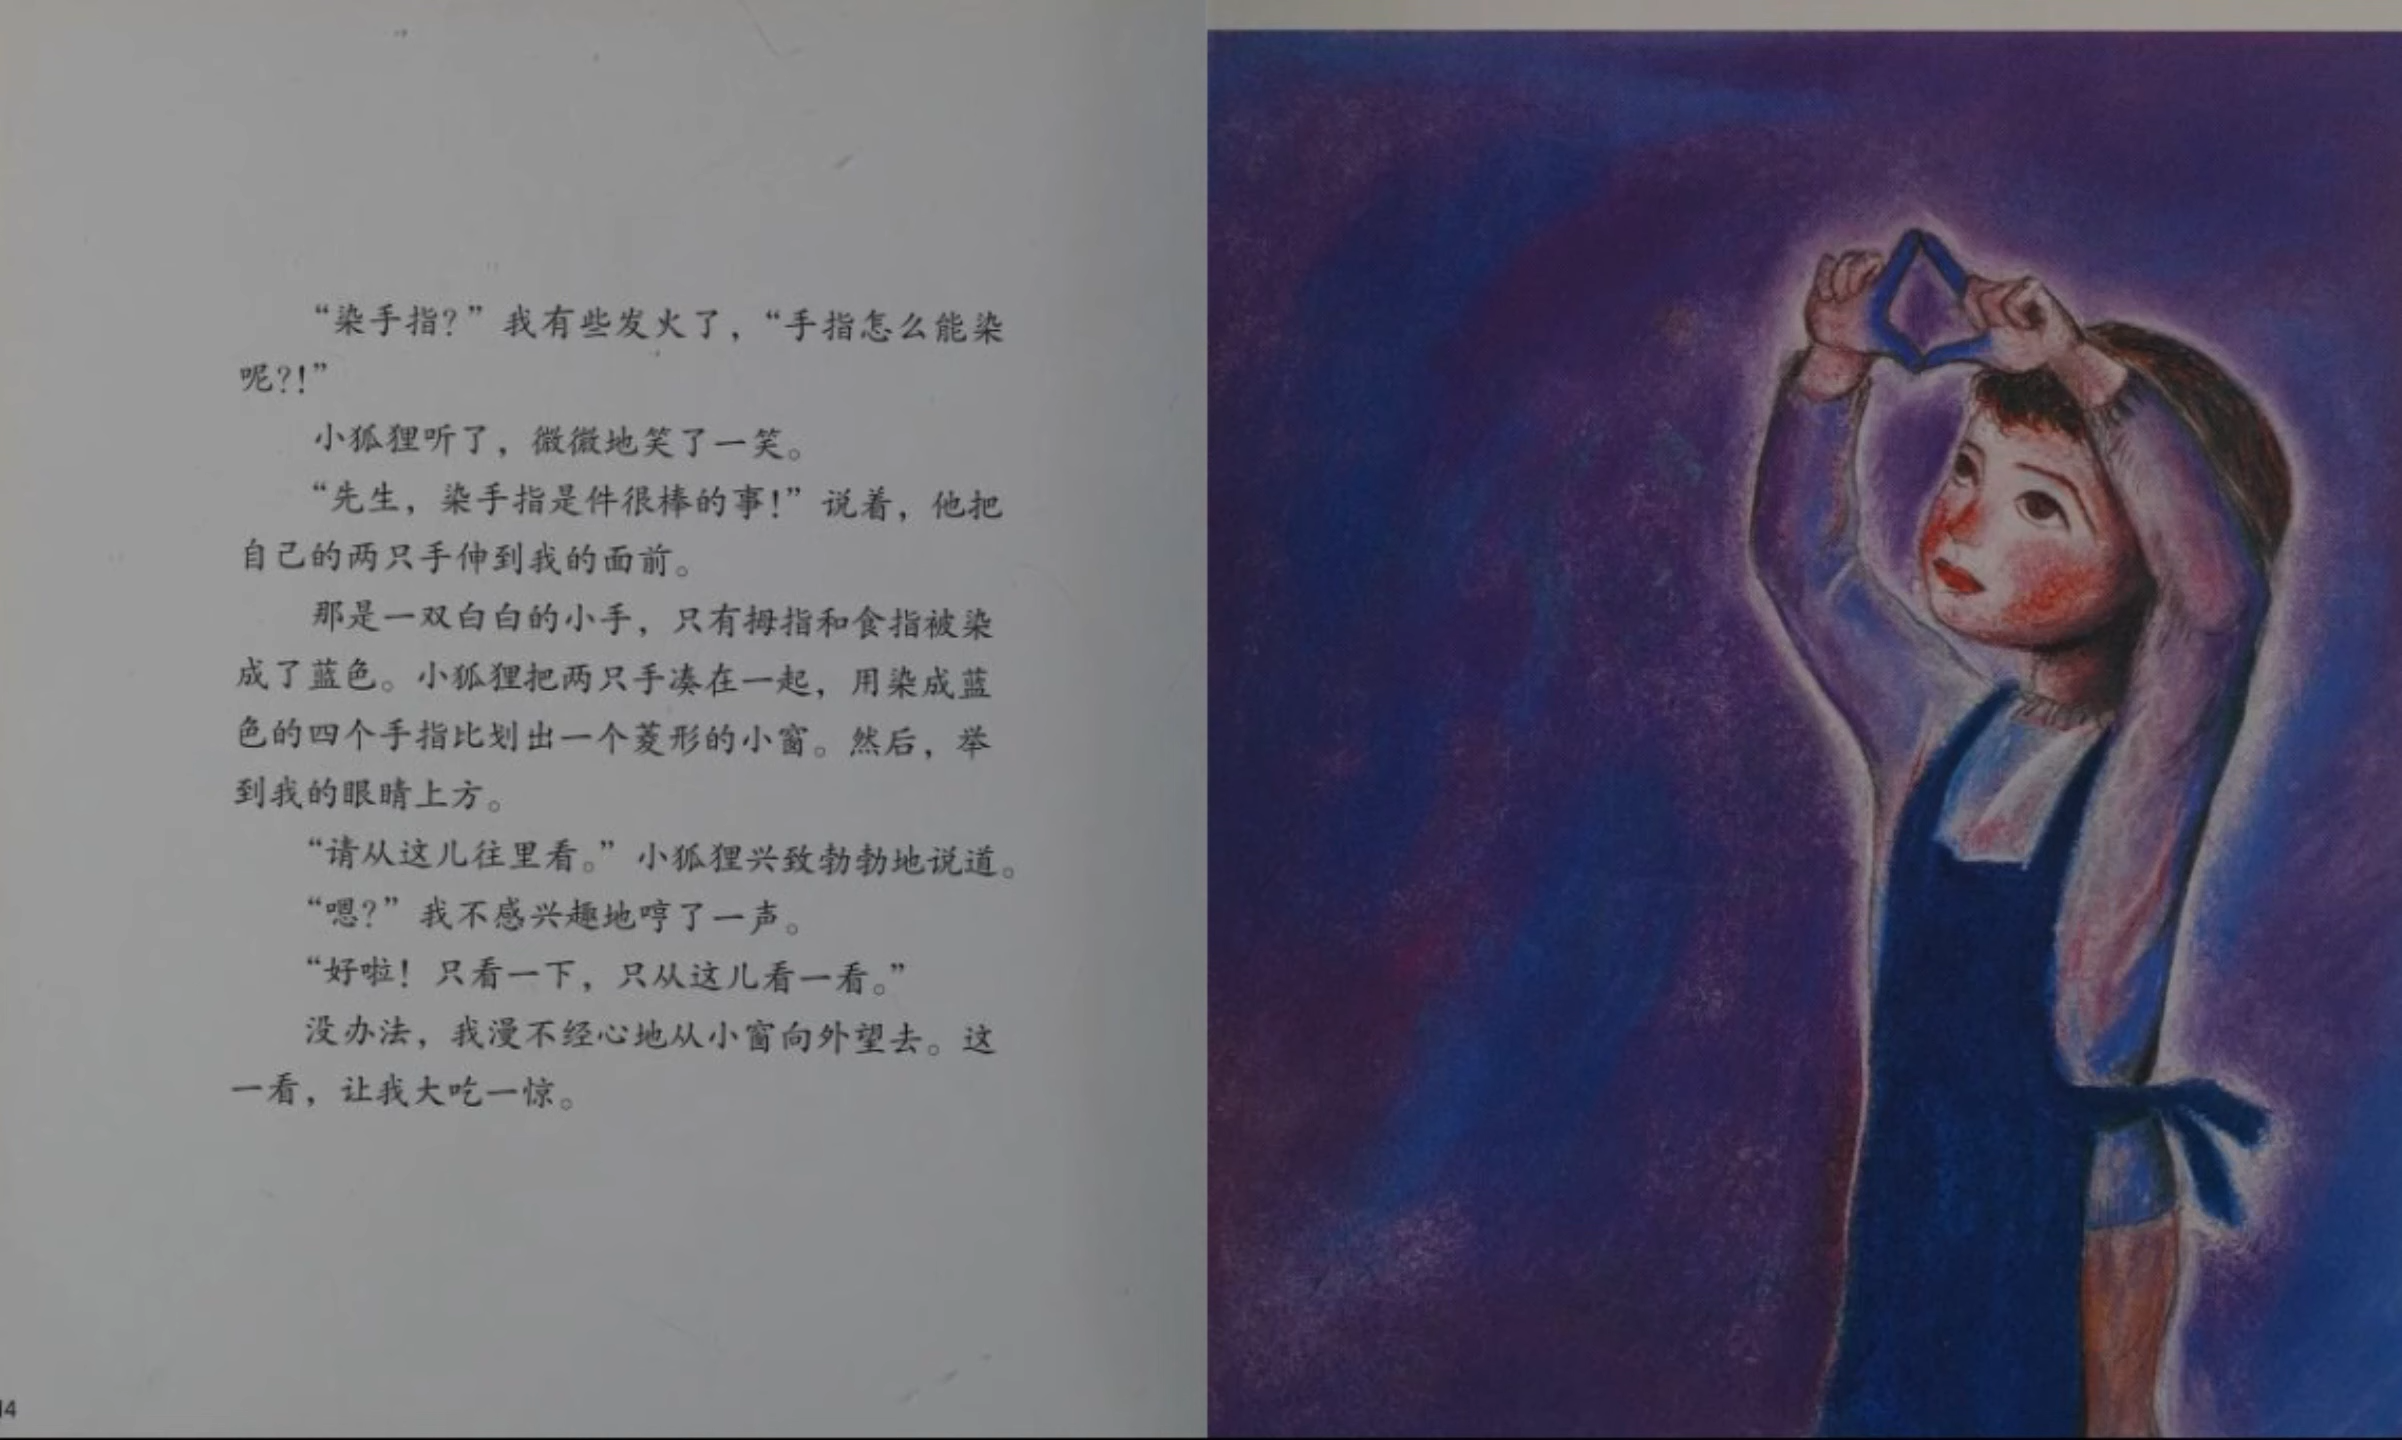 “染手指？”我有些发火了，“手指怎么能染
呢？！”
小狐狸听了，微微地笑了一笑。
“先生，染手指是件很棒的事！”说着，他把
自己的两只手伸到我的面前。
那是一双白白的小手，只有拇指和食指被染
成了蓝色。小狐狸把两只手凑在一起，用染成蓝
色的四个手指比划出一个菱形的小窗。然后，举
到我的眼睛上方。
“请从这儿往里看。”小狐狸兴致勃勃地说道。
“嗯？”我不感兴趣地哼了一声。
“好啦！只看一下，只从这儿看一看。”
没办法，我漫不经心地从小窗向外望去。这
一看，让我大吃一惊。
14